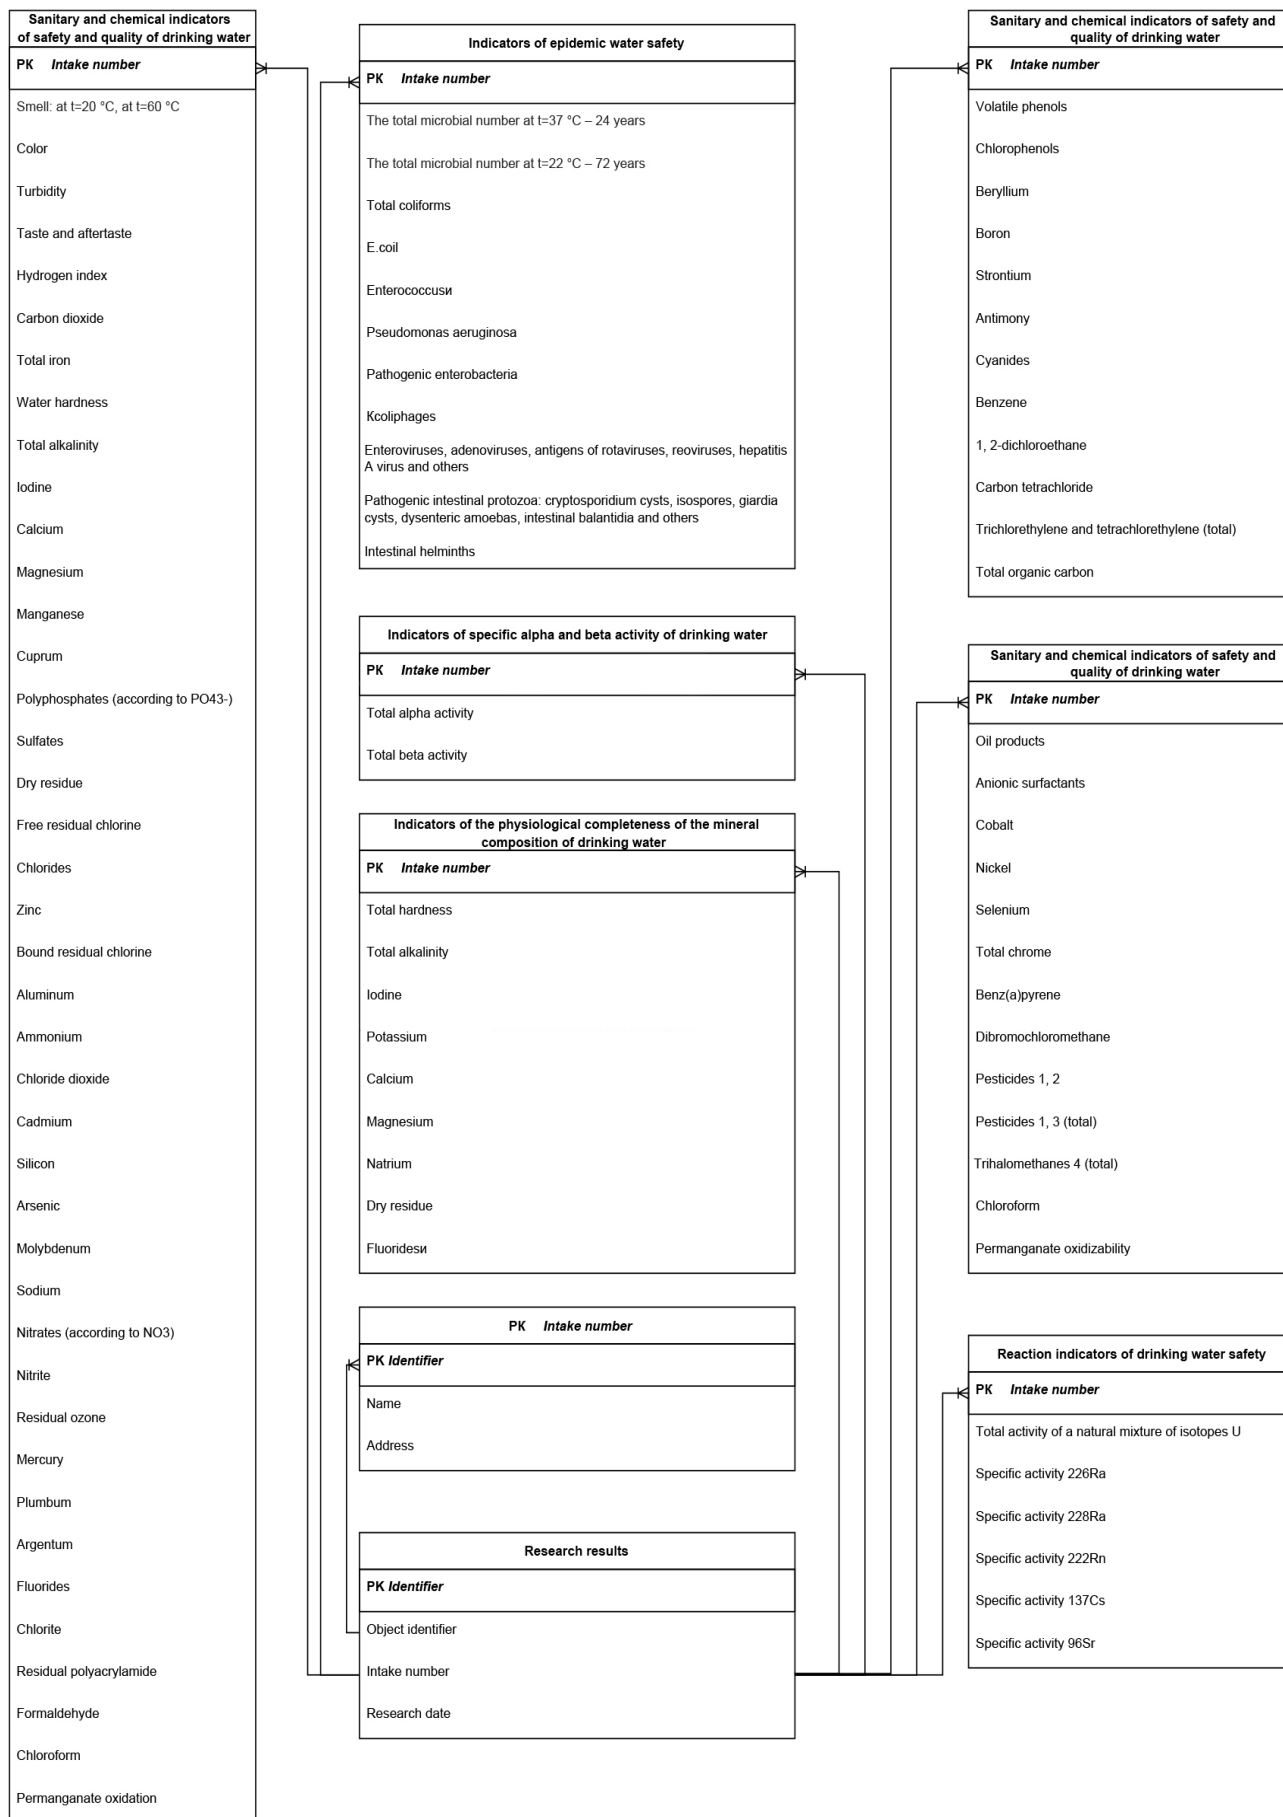 Sanitary and chemical indicators
of safety and quality of drinking water
PK Intake number
Smell: at t=20 °C, at t=60 °C
Color
Turbidity
Taste and aftertaste
Hydrogen index
Carbon dioxide
Total iron
Water hardness
Total alkalinity
Iodine
Calcium
Magnesium
Manganese
Cuprum
Polyphosphates (according to PO43-)
Sulfates
Dry residue
Free residual chlorine
Chlorides
Zinc
Bound residual chlorine
Aluminum
Ammonium
Chloride dioxide
Cadmium
Silicon
Arsenic
Molybdenum
Sodium
Nitrates (according to NO3)
Nitrite
Residual ozone
Mercury
Plumbum
Argentum
Fluorides
Chlorite
Residual polyacrylamide
Formaldehyde
Chloroform
Permanganate oxidation
Indicators of epidemic water safety
PK Intake number
The total microbial number at t=37 °C – 24 years
The total microbial number at t=22 °C – 72 years
Total coliforms
E.coil
Enterococcusи
Pseudomonas aeruginosa
Pathogenic enterobacteria
Kcoliphages
Enteroviruses, adenoviruses, antigens of rotaviruses, reoviruses, hepatitis
A virus and others
Pathogenic intestinal protozoa: cryptosporidium cysts, isospores, giardia
cysts, dysenteric amoebas, intestinal balantidia and others
Intestinal helminths
Indicators of specific alpha and beta activity of drinking water
PK Intake number
Total alpha activity
Total beta activity
Indicators of the physiological completeness of the mineral
composition of drinking water
PK Intake number
Total hardness
Total alkalinity
Iodine
Potassium
Calcium
Magnesium
Natrium
Dry residue
Fluoridesи
PK Intake number
PK Identifier
Name
Address
Research results
PK Identifier
Object identifier
Intake number
Research date
Sanitary and chemical indicators of safety and
quality of drinking water
PK Intake number
Volatile phenols
Chlorophenols
Beryllium
Boron
Strontium
Antimony
Cyanides
Benzene
1, 2-dichloroethane
Carbon tetrachloride
Trichlorethylene and tetrachlorethylene (total)
Total organic carbon
Sanitary and chemical indicators of safety and
quality of drinking water
PK Intake number
Oil products
Anionic surfactants
Cobalt
Nickel
Selenium
Total chrome
Benz(a)pyrene
Dibromochloromethane
Pesticides 1, 2
Pesticides 1, 3 (total)
Trihalomethanes 4 (total)
Chloroform
Permanganate oxidizability
Reaction indicators of drinking water safety
PK Intake number
Total activity of a natural mixture of isotopes U
Specific activity 226Ra
Specific activity 228Ra
Specific activity 222Rn
Specific activity 137Cs
Specific activity 96Sr